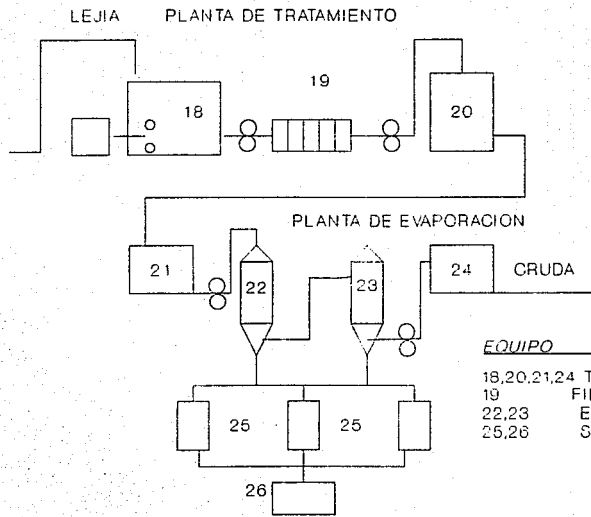 LEJIA PLANTA DE TRATAMIENTO
19
18
20
PLANTA DE EVAPORACION
21
22
23
24
CRUDA
EQUIPO
18,20,21,24 T
19 FI
22,23 E
25,26 S
25
25
26